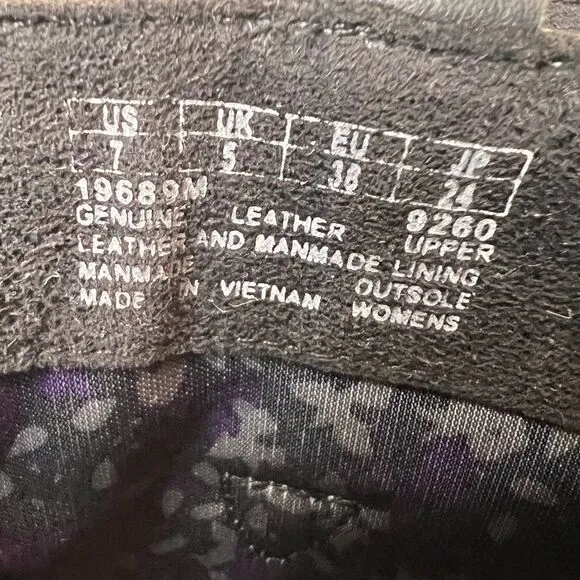 US UK EU JP
7 5 38 24
19689M 9260
GENUINE LEATHER UPPER
LEATHER AND MANMADE LINING
MANMADE OUTSOLE
MADE IN VIETNAM WOMENS